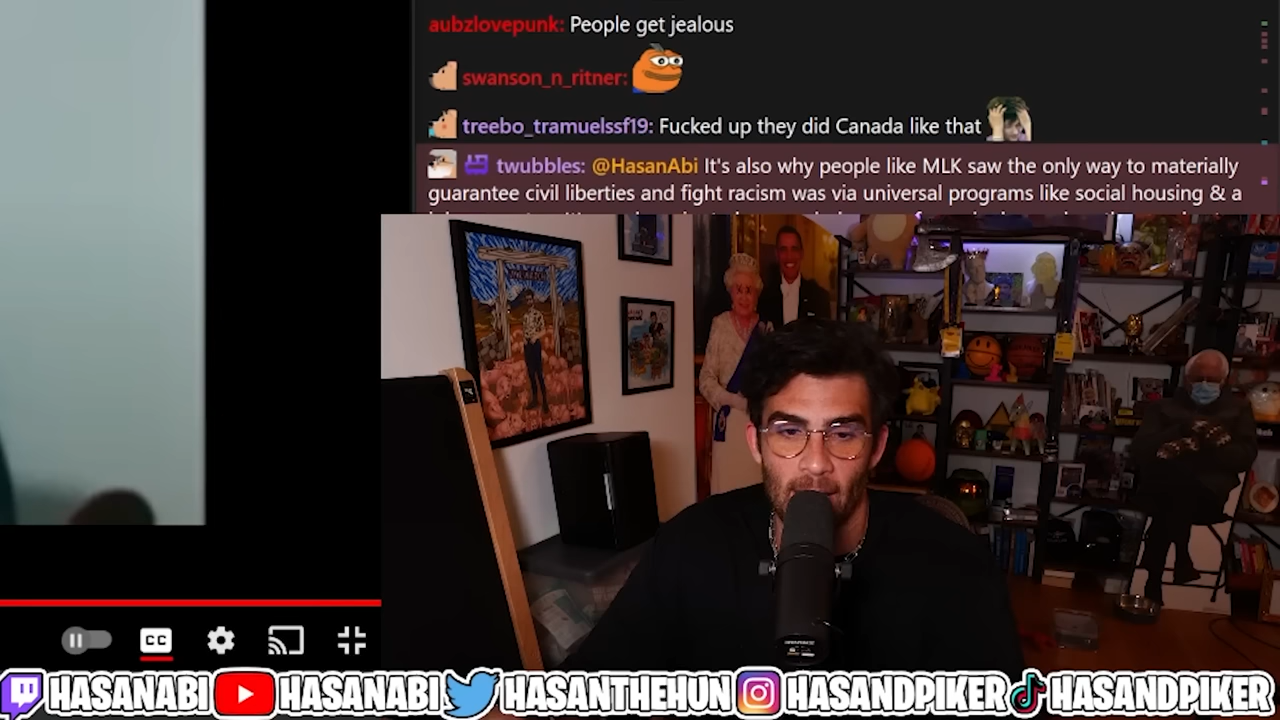 aubzlovepunk: People get jealous
swanson_n_ritner:
treebo_tramuelssf19: Fucked up they did Canada like that
twubbles: @HasanAbi It's also why people like MLK saw the only way to materially
guarantee civil liberties and fight racism was via universal programs like social housing & a
CC
HASANABI HASANABI HASANTHEHUN HASANDPIKER HASANDPIKER